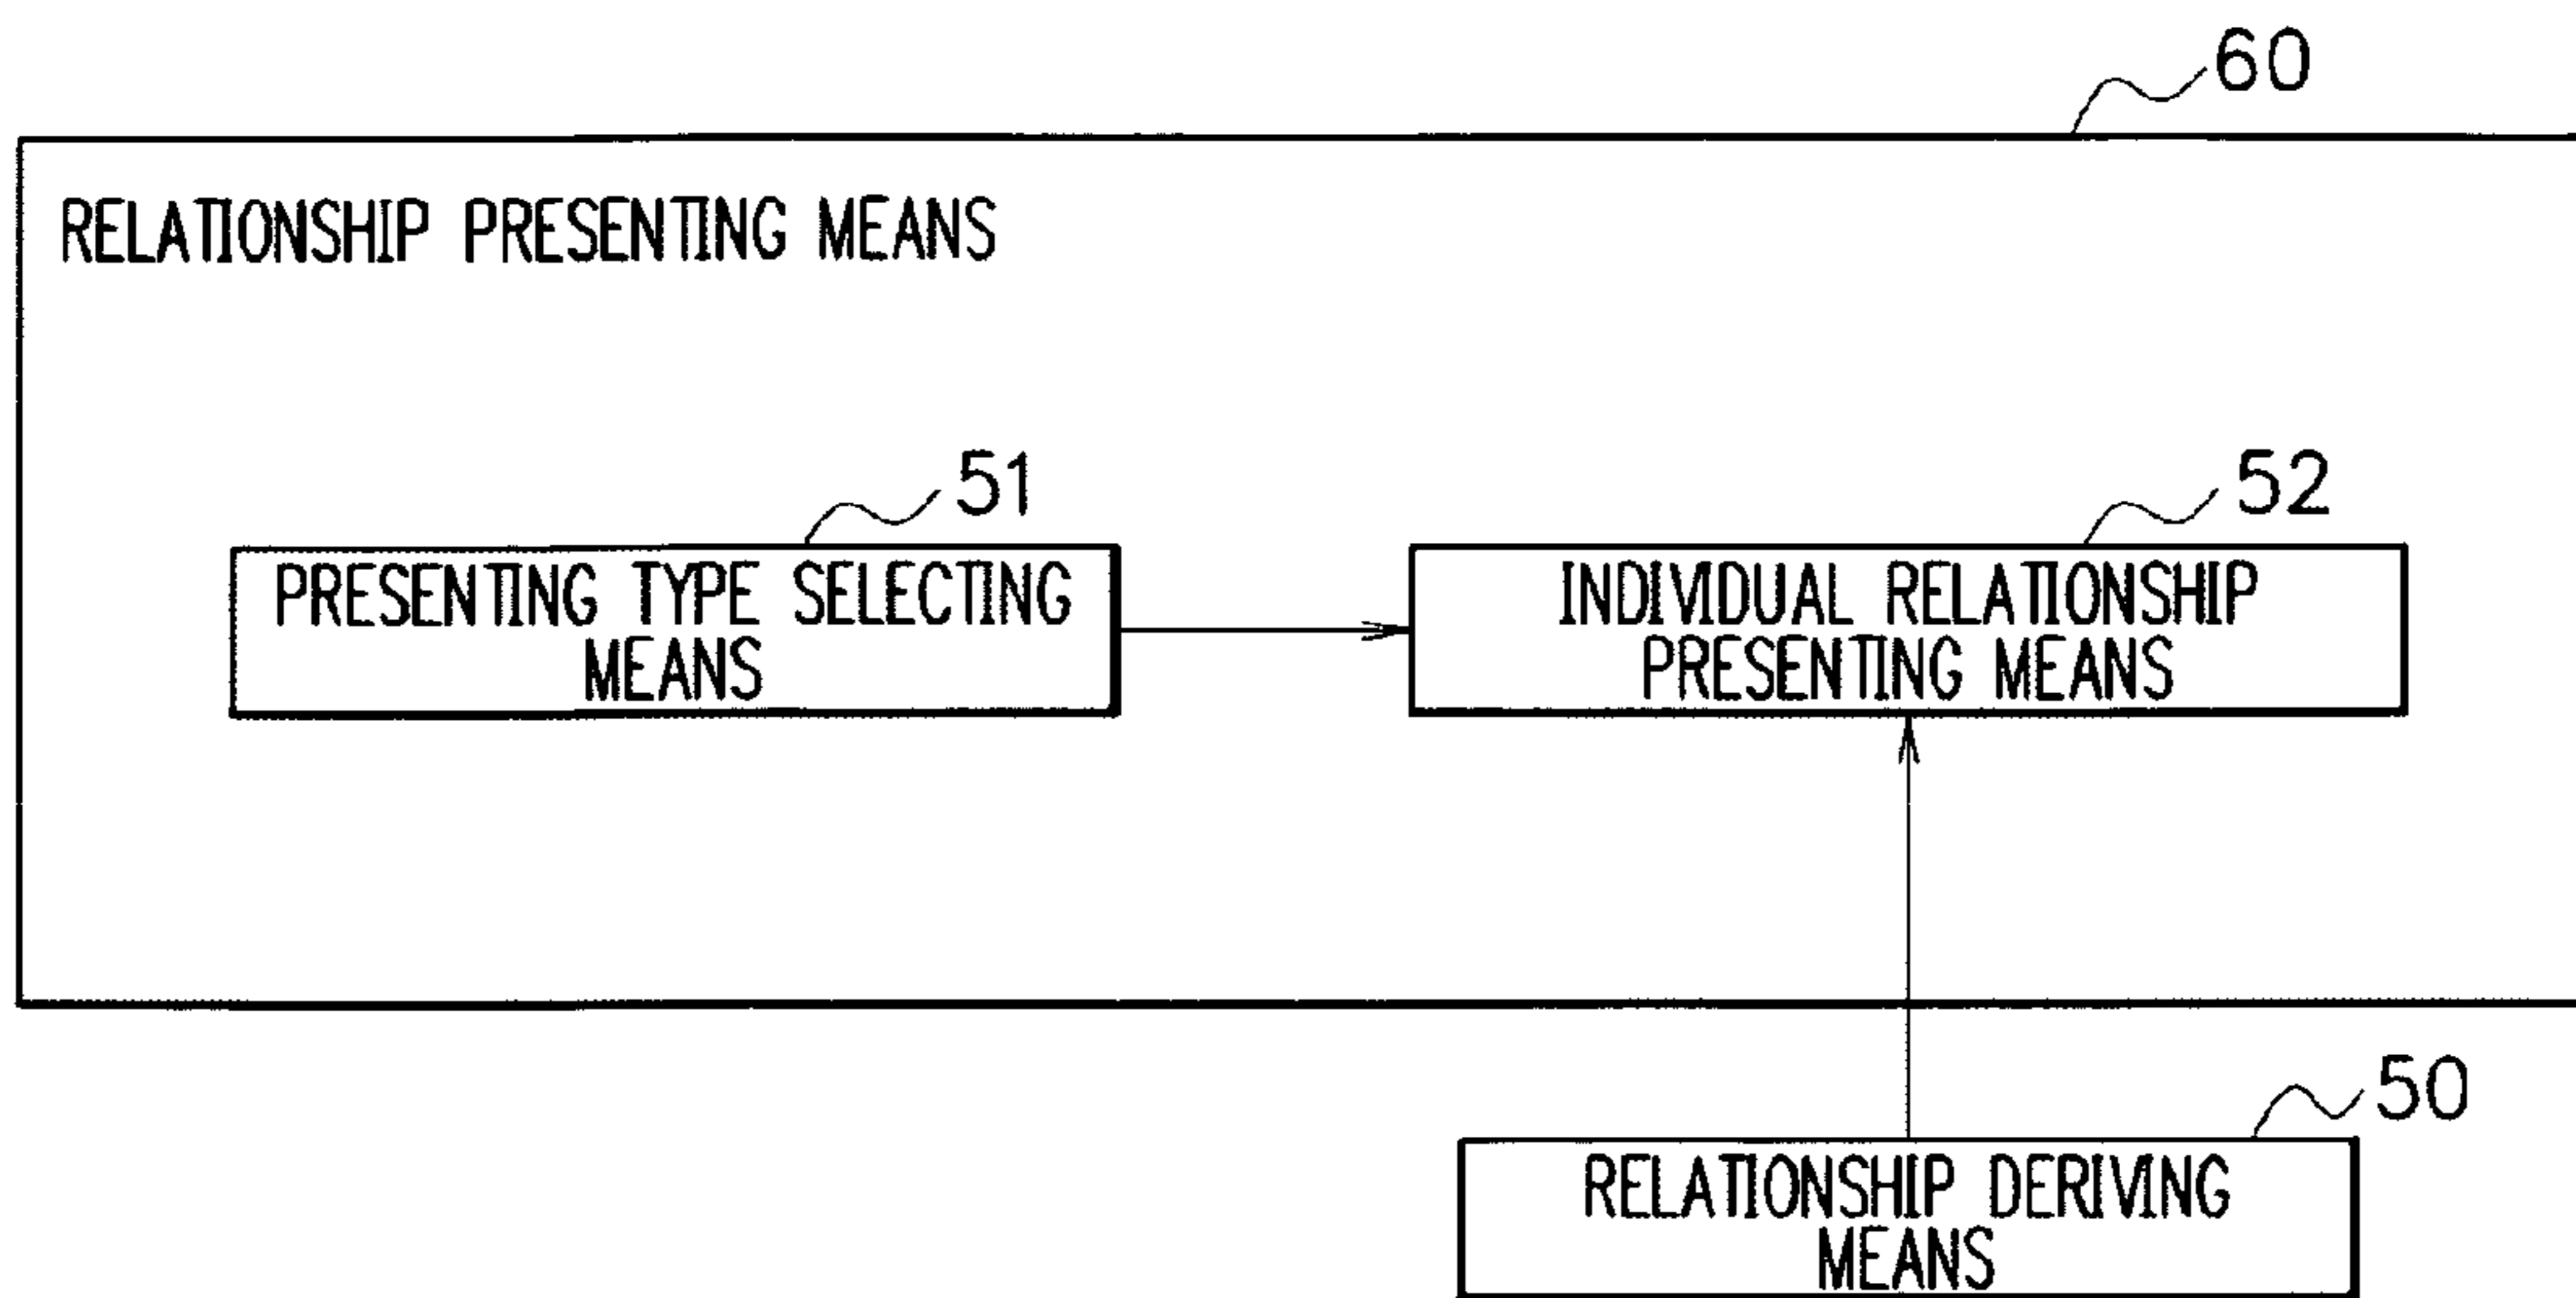 60
RELATIONSHIP PRESENTING MEANS
51
52
PRESENTING TYPE SELECTING
MEANS
INDIVIDUAL RELATIONSHIP
PRESENTING MEANS
50
RELATIONSHIP DERIVING
MEANS